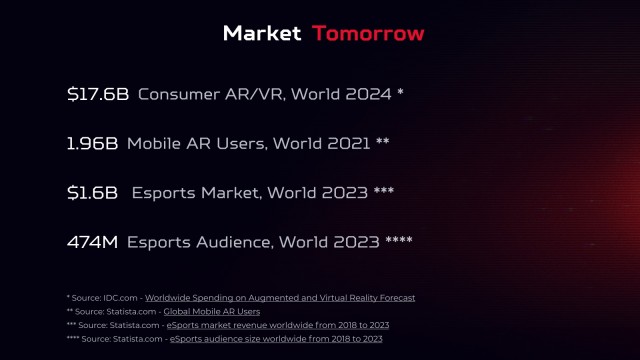 Market Tomorrow
$17.6B Consumer AR/VR, World 2024 *
1.96B Mobile AR Users, World 2021 **
$1.6B Esports Market, World 2023 ***
474M Esports Audience, World 2023 ****
* Source: IDC.com - Worldwide Spending on Augmented and Virtual Reality Forecast
** Source: Statista.com - Global Mobile AR Users
*** Source: Statista.com - eSports market revenue worldwide from 2018 to 2023
**** Source: Statista.com - eSports audience size worldwide from 2018 to 2023